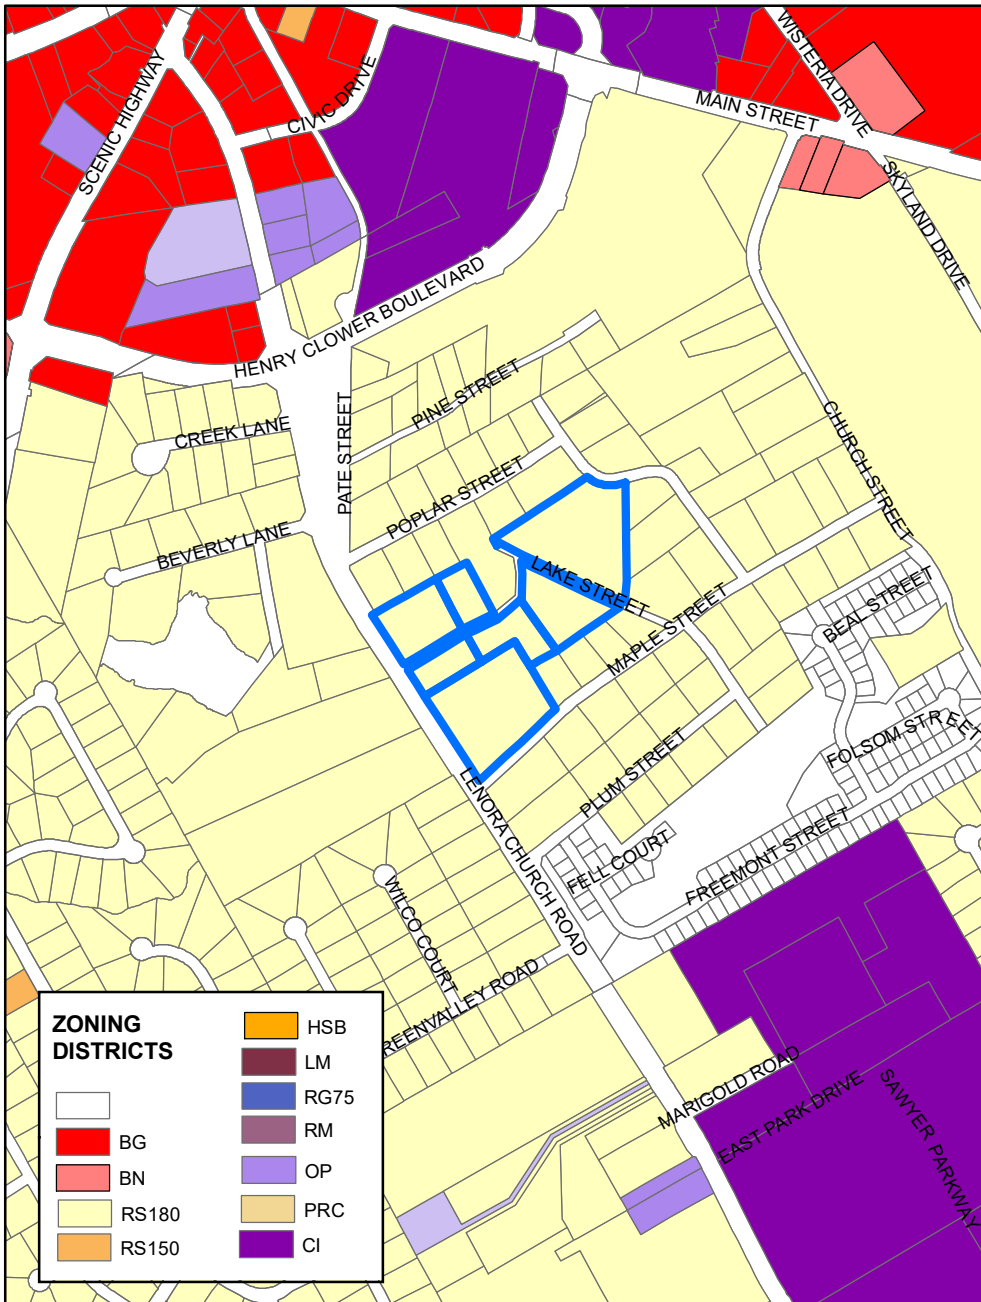 WISTERIA DRIVE
MAIN STREET
SCENIC HIGHWAY
CIVIC DRIVE
SKYLAND DRIVE
HENRY CLOWER BOULEVARD
PINE STREET
PATE STREET
CREEK LANE
POPLAR STREET
CHURCH STREET
BEVERLY LANE
LAKE STREET
MAPLE STREET
BEAL STREET
FOLSOM STREET
PLUM STREET
LENORA CHURCH ROAD
FELL COURT
FREEMONT STREET
WILCO COURT
REENVALLEY ROAD
MARIGOLD ROAD
EAST PARK DRIVE
SAWYER PARKWAY
ZONING
DISTRICTS
BG
BN
RS180
RS150
HSB
LM
RG75
RM
OP
PRC
CI